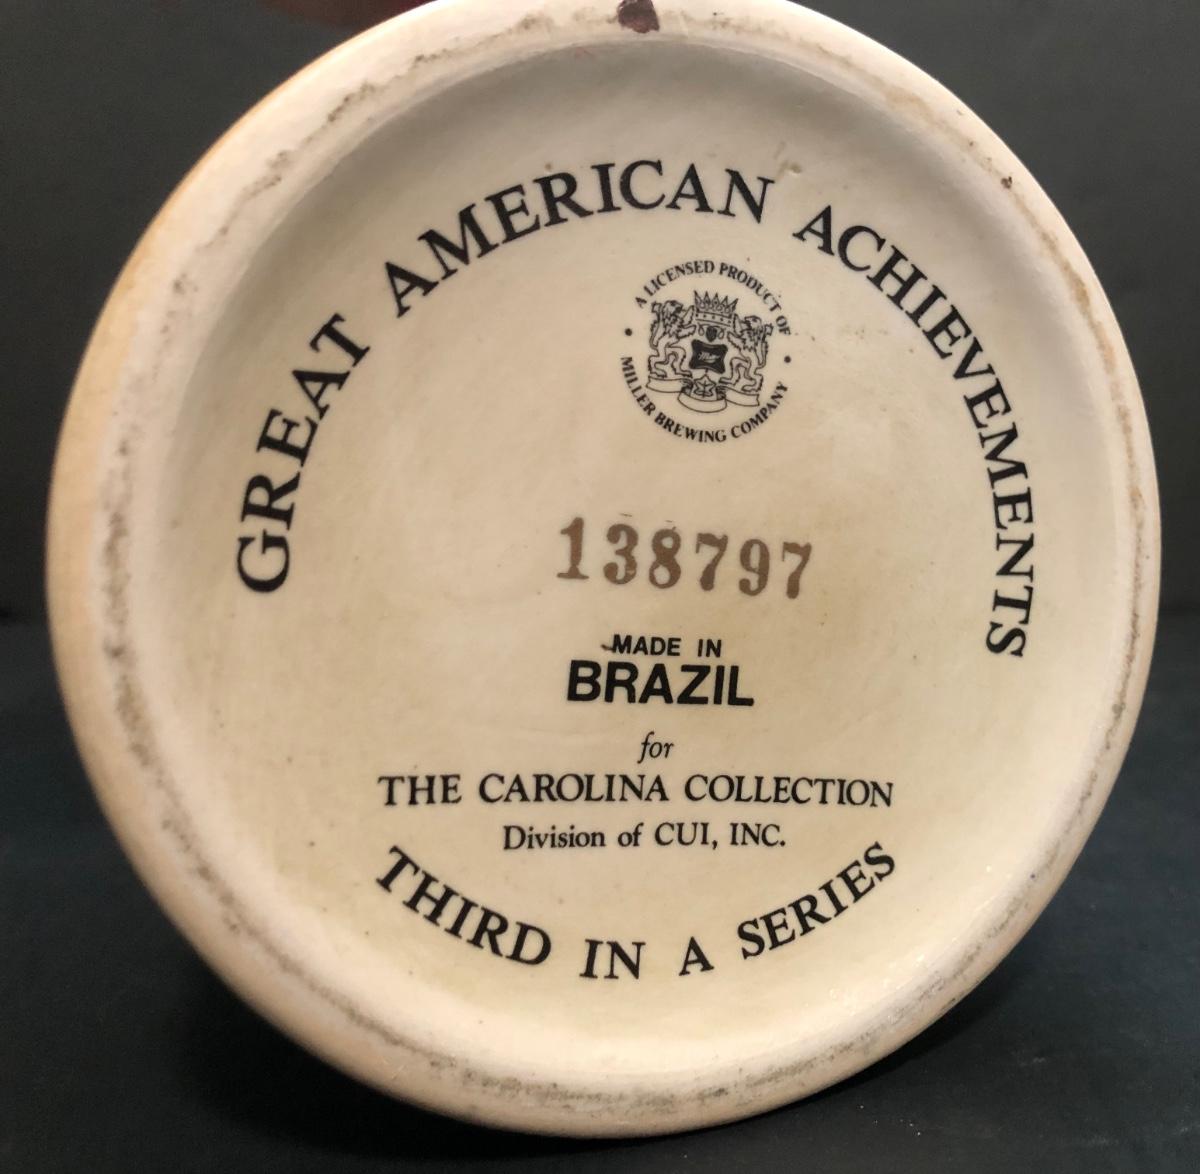 GREAT AMERICAN ACHIEVEMENTS
A LICENSED PRODUCT OF
Miller
MILLER BREWING COMPANY
138797
MADE IN
BRAZIL
for
THE CAROLINA COLLECTION
Division of CUI, INC.
THIRD IN A SERIES